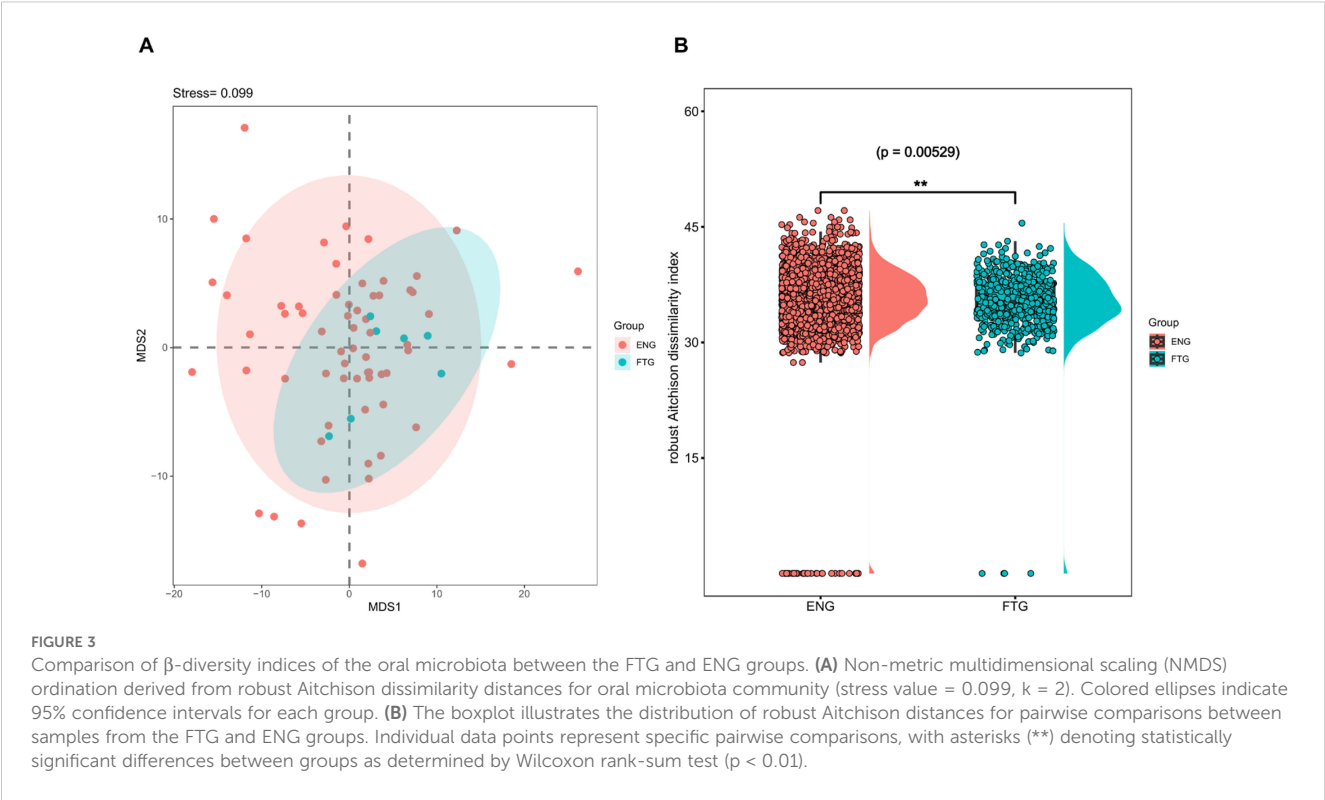 A
B
Stress= 0.099
10
0
−10
−20
−10
0
10
20
MDS1
MDS2
Group
ENG
FTG
60
45
30
15
robust Aitchison dissimilarity index
(p = 0.00529)
**
ENG
FTG
Group
ENG
FTG
FIGURE 3
Comparison of β-diversity indices of the oral microbiota between the FTG and ENG groups. (A) Non-metric multidimensional scaling (NMDS)
ordination derived from robust Aitchison dissimilarity distances for oral microbiota community (stress value = 0.099, k = 2). Colored ellipses indicate
95% confidence intervals for each group. (B) The boxplot illustrates the distribution of robust Aitchison distances for pairwise comparisons between
samples from the FTG and ENG groups. Individual data points represent specific pairwise comparisons, with asterisks (**) denoting statistically
significant differences between groups as determined by Wilcoxon rank-sum test (p < 0.01).